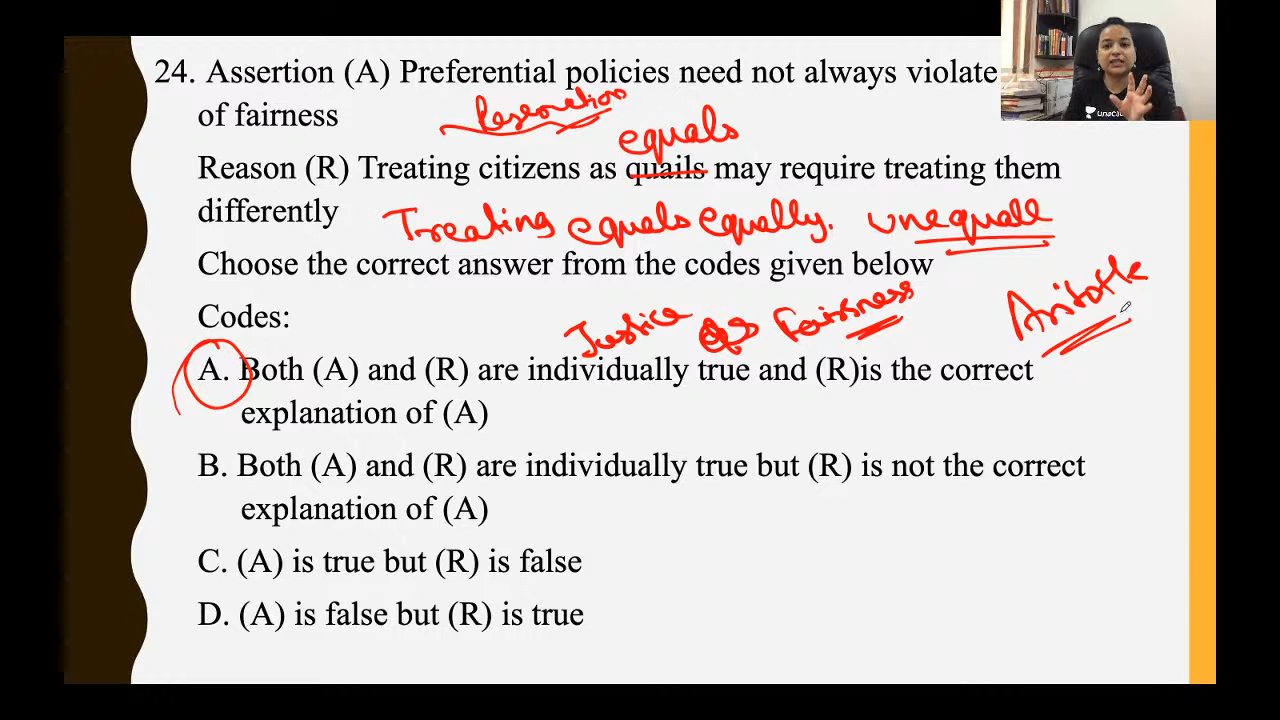 24. Assertion (A) Preferential policies need not always violate
of fairness
Reservation
equals
Reason (R) Treating citizens as quails may require treating them
differently
Treating equals equally. unequal
Choose the correct answer from the codes given below
Aristotle
Codes:
Justice as Fairness
A. Both (A) and (R) are individually true and (R)is the correct
explanation of (A)
B. Both (A) and (R) are individually true but (R) is not the correct
explanation of (A)
C. (A) is true but (R) is false
D. (A) is false but (R) is true